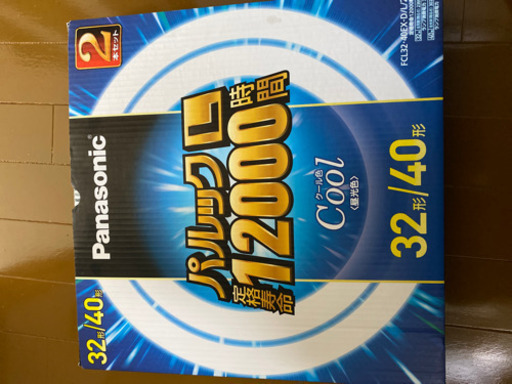 2
本セット
Panasonic
パルックL
定格寿命12000時間
クール色
Cool
〈昼光色〉
32形/40形
32形/40形